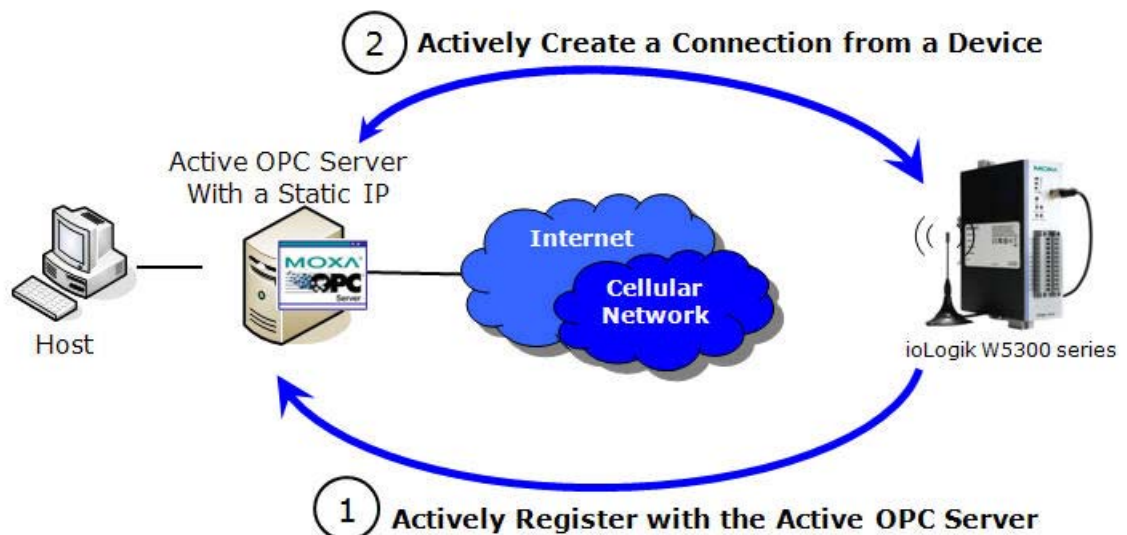 2 Actively Create a Connection from a Device
Active OPC Server
With a Static IP
MOXA®
OPC
Server
Internet
Cellular
Network
MOXA
Host
ioLogik W5300 series
1 Actively Register with the Active OPC Server